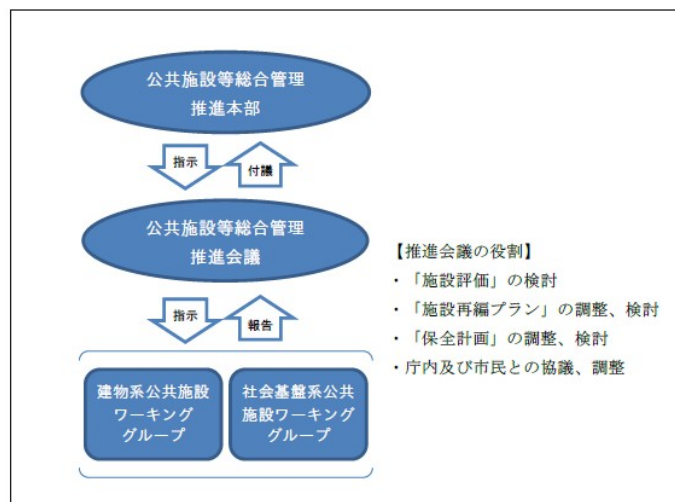 公共施設等総合管理
推進本部
指示
付議
公共施設等総合管理
推進会議
指示
報告
建物系公共施設
ワーキング
グループ
社会基盤系公共
施設ワーキング
グループ
【推進会議の役割】
・「施設評価」の検討
・「施設再編プラン」の調整、検討
・「保全計画」の調整、検討
・庁内及び市民との協議、調整